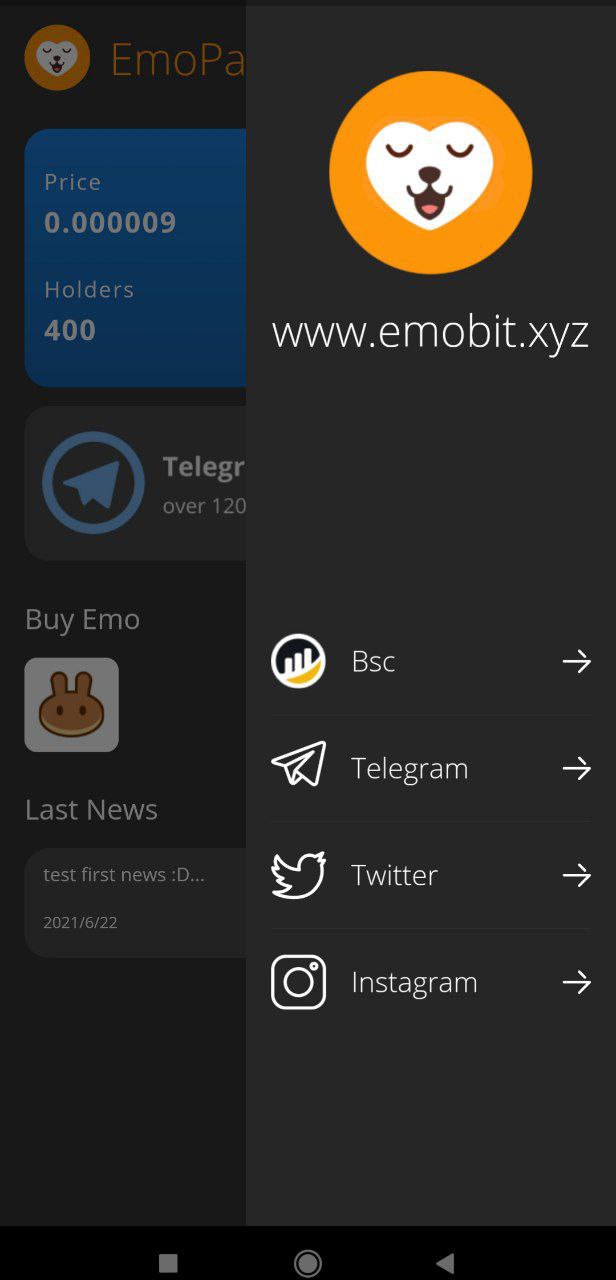 EmoPa
Price
0.000009
Holders
400
Telegr
over 120
Buy Emo
Last News
test first news :D...
2021/6/22
www.emobit.xyz
Bsc
Telegram
Twitter
Instagram